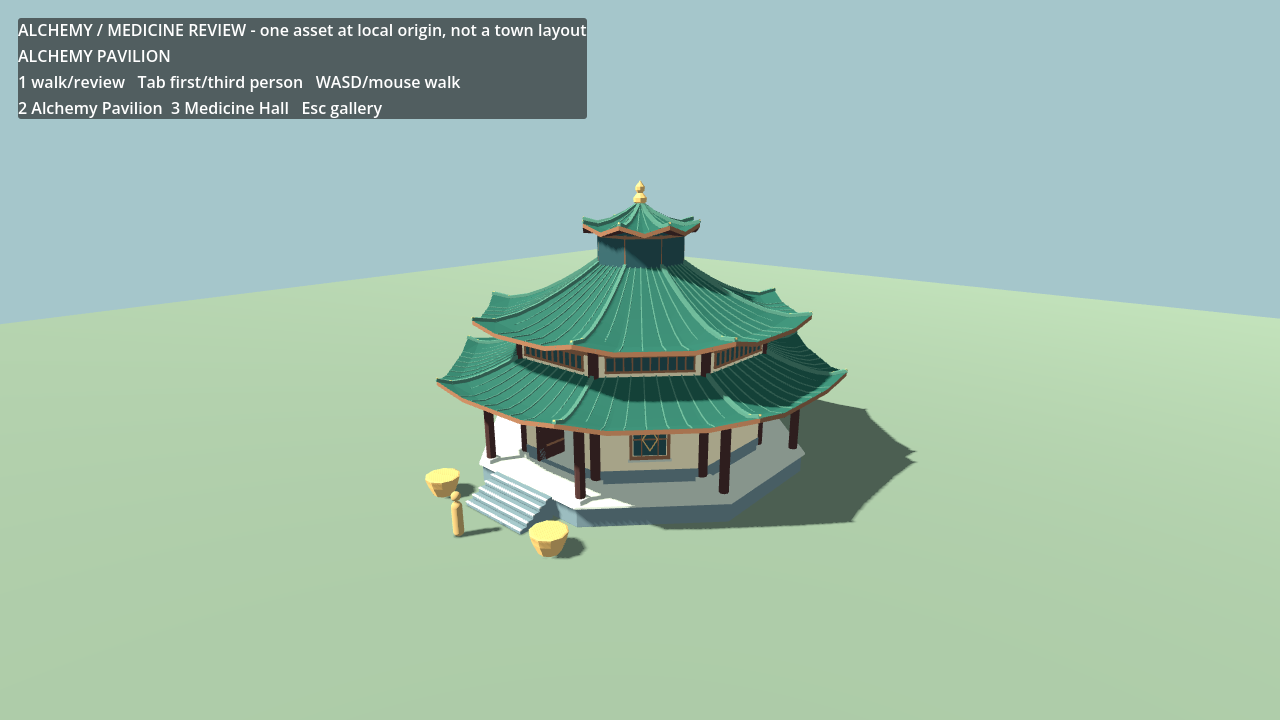 ALCHEMY / MEDICINE REVIEW - one asset at local origin, not a town layout
ALCHEMY PAVILION
1 walk/review   Tab first/third person   WASD/mouse walk
2 Alchemy Pavilion  3 Medicine Hall   Esc gallery